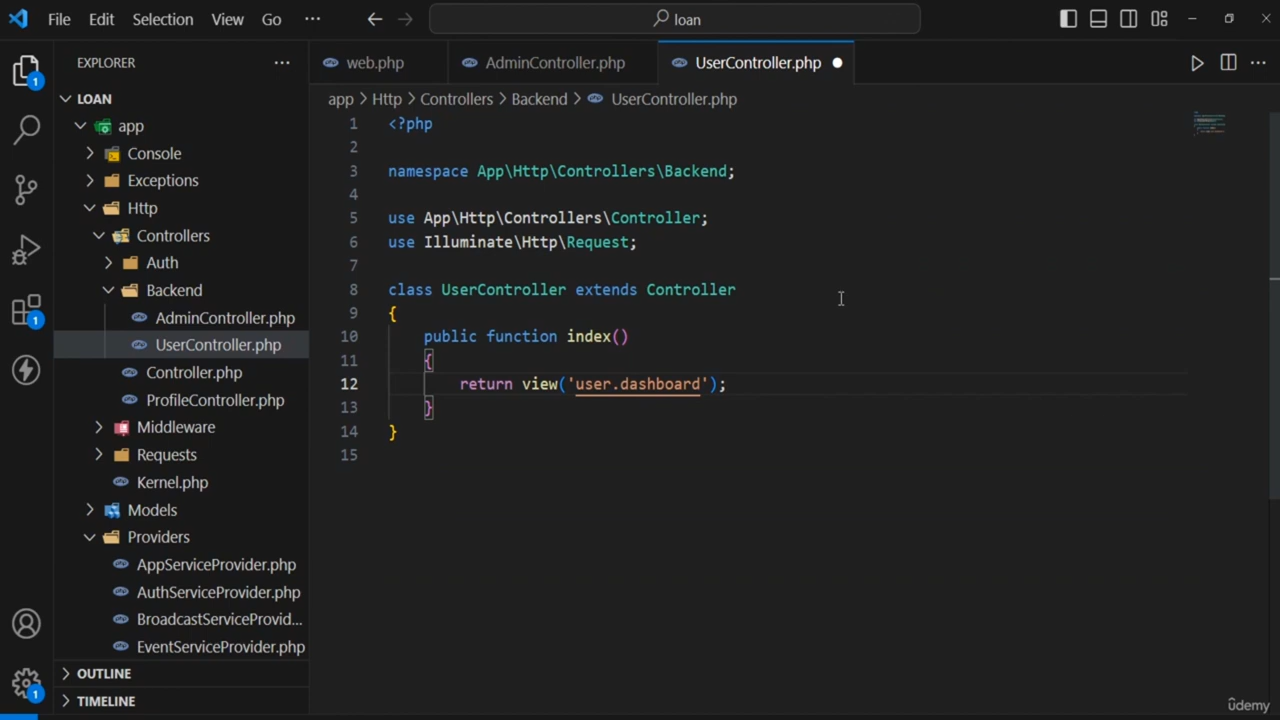 File Edit Selection View Go ··· loan
EXPLORER ···
web.php AdminController.php UserController.php
app > Http > Controllers > Backend > UserController.php
LOAN
app
Console
Exceptions
Http
Controllers
Auth
Backend
AdminController.php
UserController.php
Controller.php
ProfileController.php
Middleware
Requests
Kernel.php
Models
Providers
AppServiceProvider.php
AuthServiceProvider.php
BroadcastServiceProvid...
EventServiceProvider.php
OUTLINE
TIMELINE
1
1
1
1 <?php
2
3 namespace App\Http\Controllers\Backend;
4
5 use App\Http\Controllers\Controller;
6 use Illuminate\Http\Request;
7
8 class UserController extends Controller
9 {
10 public function index()
11 {
12 return view('user.dashboard');
13 }
14 }
15
ûdemy